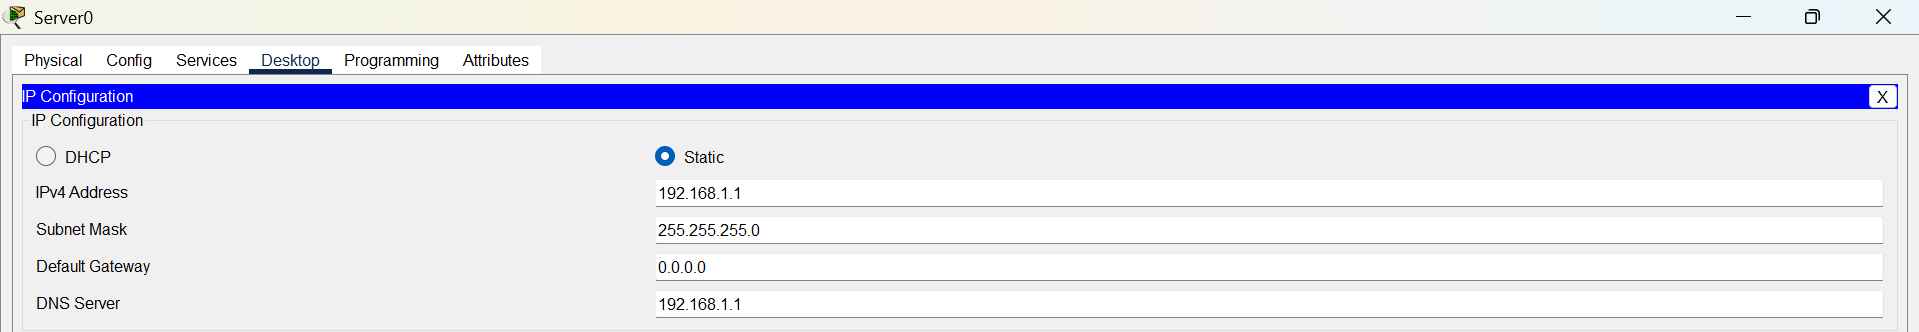 Server0
Physical Config Services Desktop Programming Attributes
IP Configuration X
IP Configuration
DHCP Static
IPv4 Address 192.168.1.1
Subnet Mask 255.255.255.0
Default Gateway 0.0.0.0
DNS Server 192.168.1.1